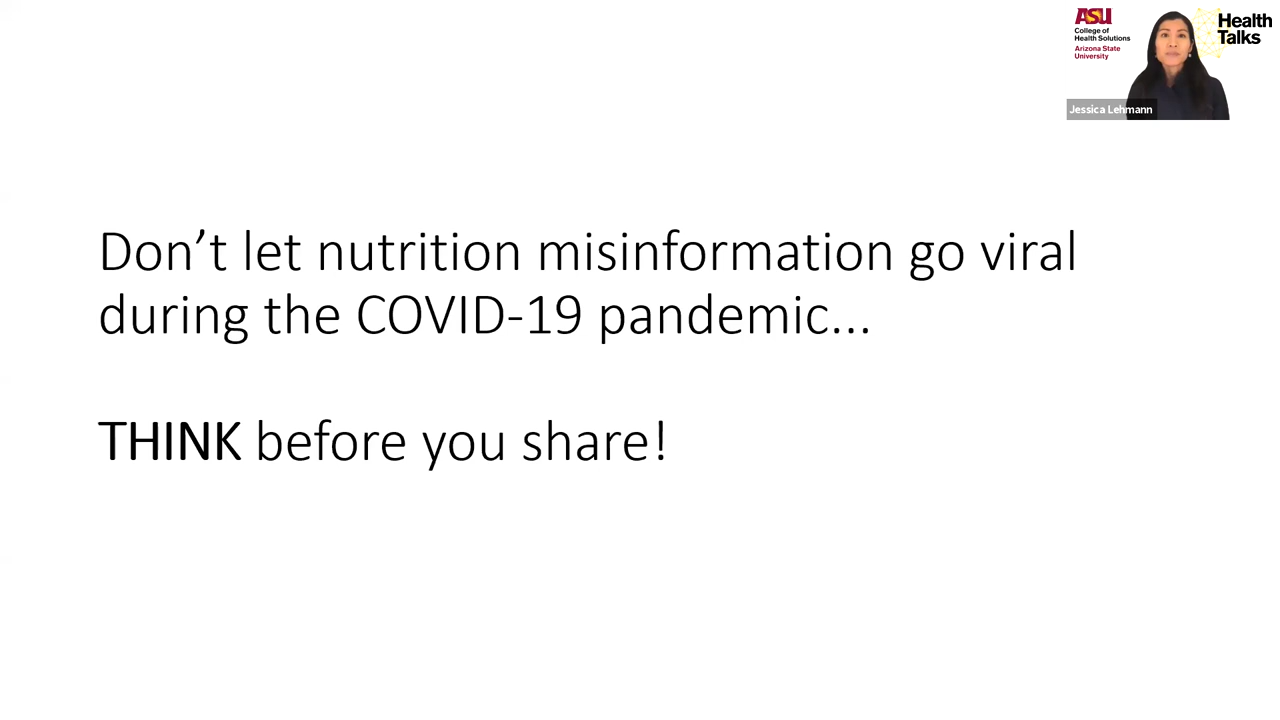 ASU
College of
Health Solutions
Arizona State
University
Health
Talks
Jessica Lehmann
Don’t let nutrition misinformation go viral
during the COVID-19 pandemic...
THINK before you share!